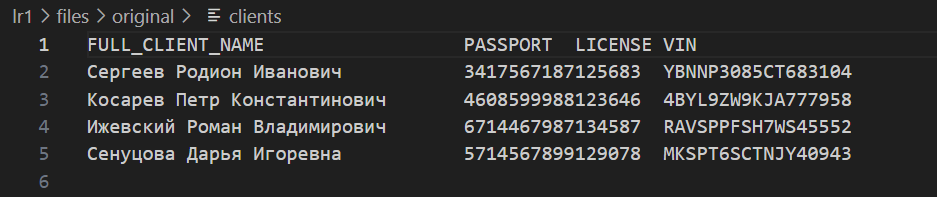 lr1 > files > original > clients
1 FULL_CLIENT_NAME PASSPORT LICENSE VIN
2 Сергеев Родион Иванович 3417567187125683 YBNNP3085CT683104
3 Косарев Петр Константинович 4608599988123646 4BYL9ZW9KJA777958
4 Ижевский Роман Владимирович 6714467987134587 RAVSPPFSH7WS45552
5 Сенуцова Дарья Игоревна 5714567899129078 MKSPT6SCTNJY40943
6